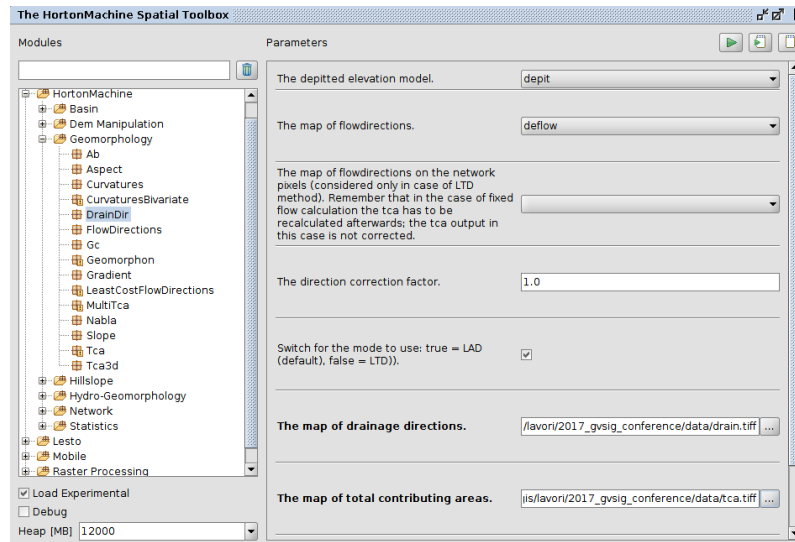 The HortonMachine Spatial Toolbox
Modules
Parameters
HortonMachine
Basin
Dem Manipulation
Geomorphology
Ab
Aspect
Curvatures
CurvaturesBivariate
DrainDir
FlowDirections
Gc
Geomorphon
Gradient
LeastCostFlowDirections
MultiTca
Nabla
Slope
Tca
Tca3d
Hillslope
Hydro-Geomorphology
Network
Statistics
Lesto
Mobile
Raster Processing
Load Experimental
Debug
Heap [MB] 12000
The depitted elevation model. depit
The map of flowdirections. deflow
The map of flowdirections on the network
pixels (considered only in case of LTD
method). Remember that in the case of fixed
flow calculation the tca has to be
recalculated afterwards; the tca output in
this case is not corrected.
The direction correction factor. 1.0
Switch for the mode to use: true = LAD
(default), false = LTD)).
The map of drainage directions. /lavori/2017_gvsig_conference/data/drain.tiff ...
The map of total contributing areas. gis/lavori/2017_gvsig_conference/data/tca.tiff ...